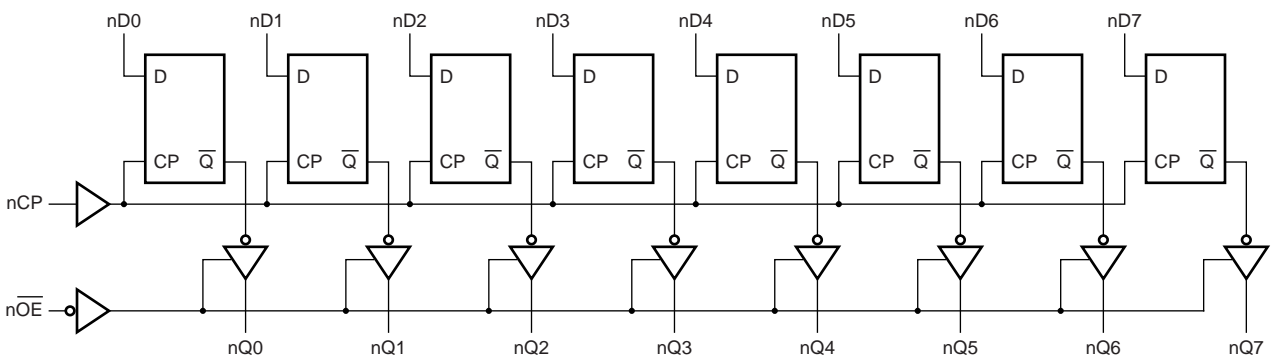 nD0 nD1 nD2 nD3 nD4 nD5 nD6 nD7
D D D D D D D D
CP Q̅ CP Q̅ CP Q̅ CP Q̅ CP Q̅ CP Q̅ CP Q̅ CP Q̅
nCP
nO̅E̅
nQ0 nQ1 nQ2 nQ3 nQ4 nQ5 nQ6 nQ7